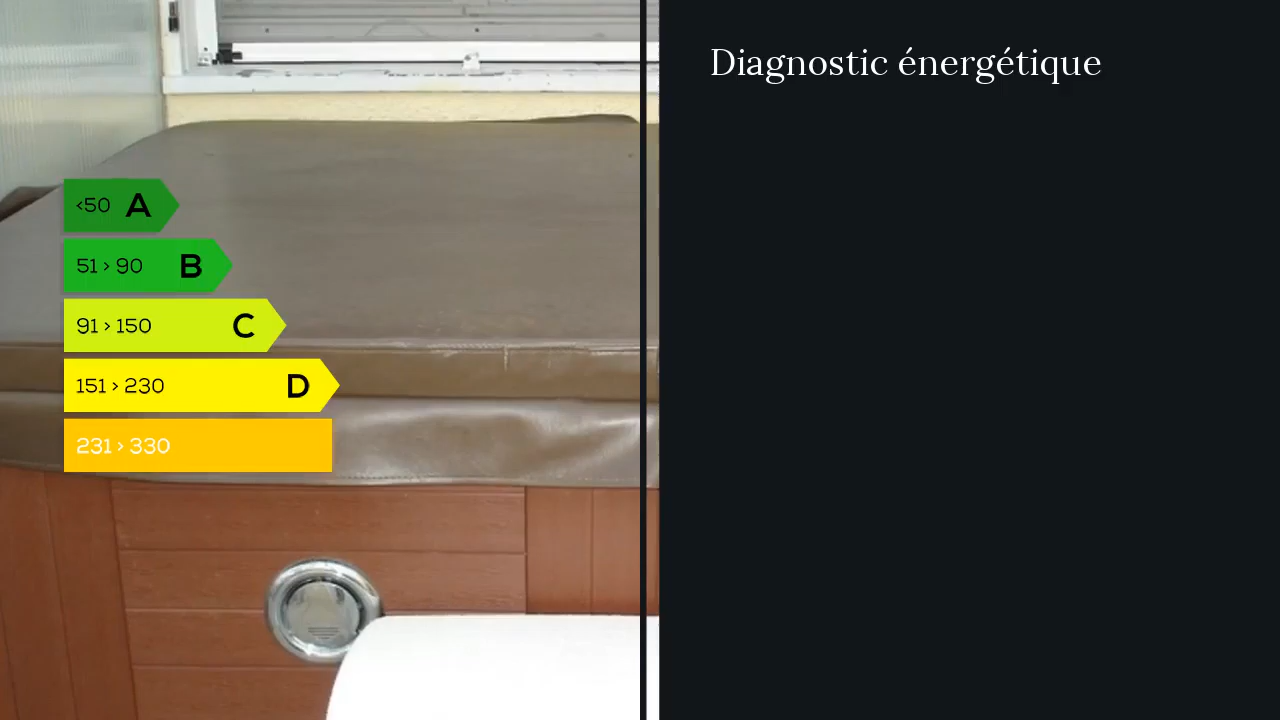 Diagnostic énergétique
<50 A
51 > 90 B
91 > 150 C
151 > 230 D
231 > 330